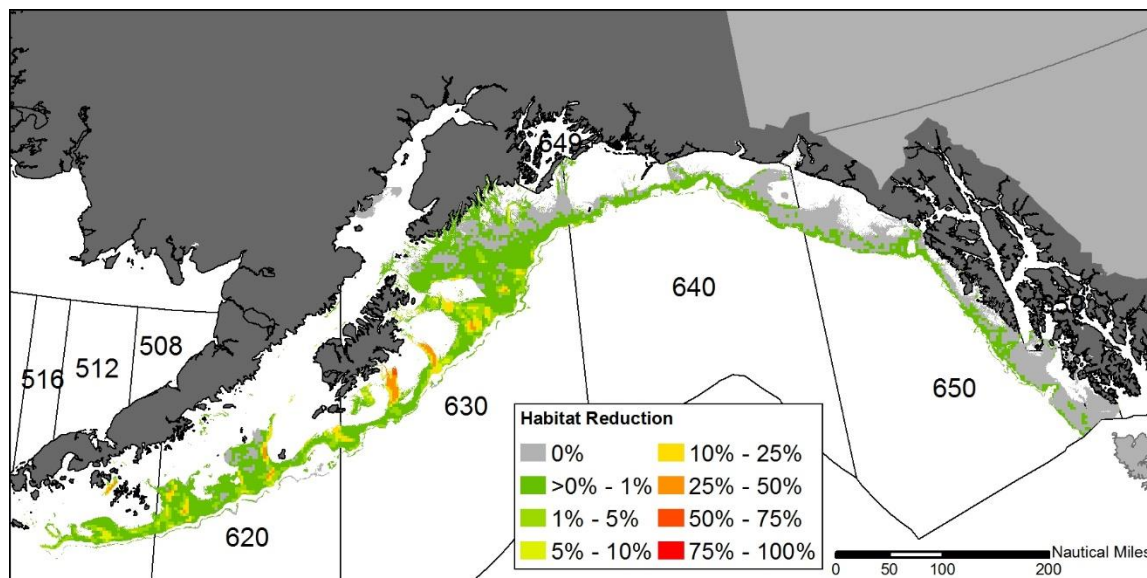 649
508
512
516
640
650
630
620
Habitat Reduction
0%
>0% - 1%
1% - 5%
5% - 10%
10% - 25%
25% - 50%
50% - 75%
75% - 100%
Nautical Miles
0 50 100 200